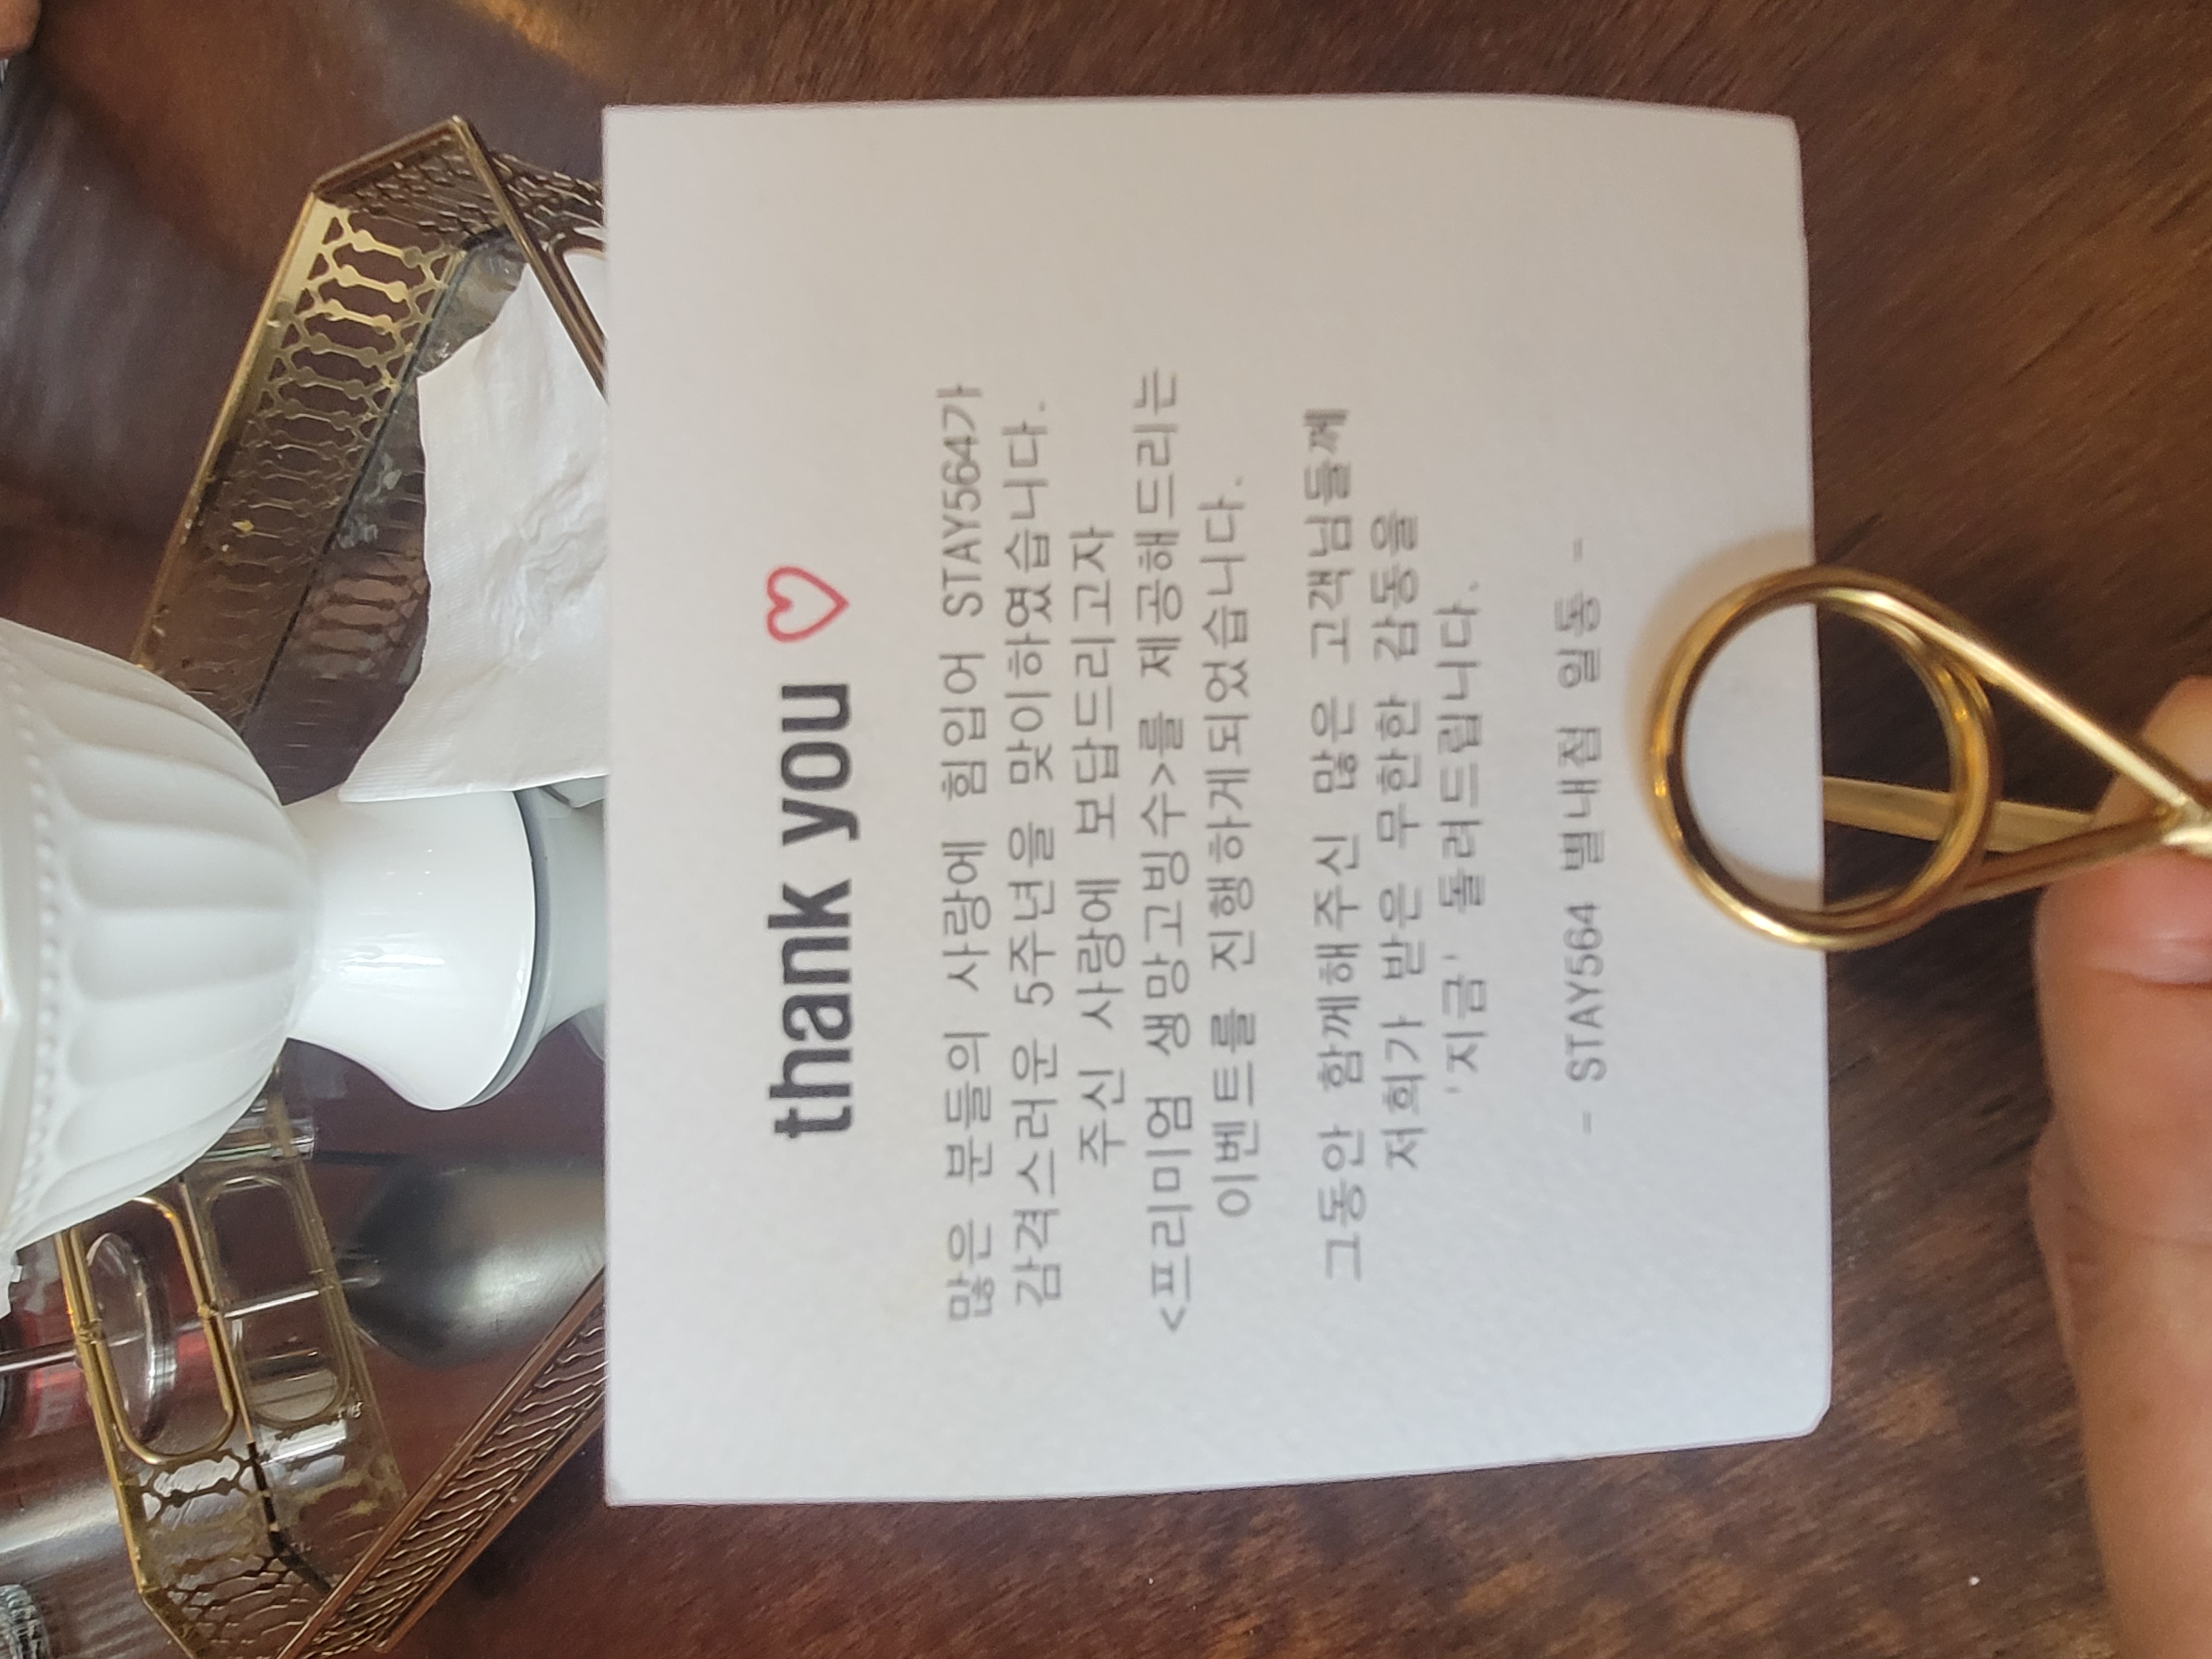 thank you ♡
많은 분들의 사랑에 힘입어 STAY564가
감격스러운 5주년을 맞이하였습니다.
주신 사랑에 보답드리고자
<프리미엄 생망고빙수>를 제공해드리는
이벤트를 진행하게되었습니다.
그동안 함께해주신 많은 고객님들께
저희가 받은 무한한 감동을
'지금' 돌려드립니다.
- STAY564 별내점 일동 -